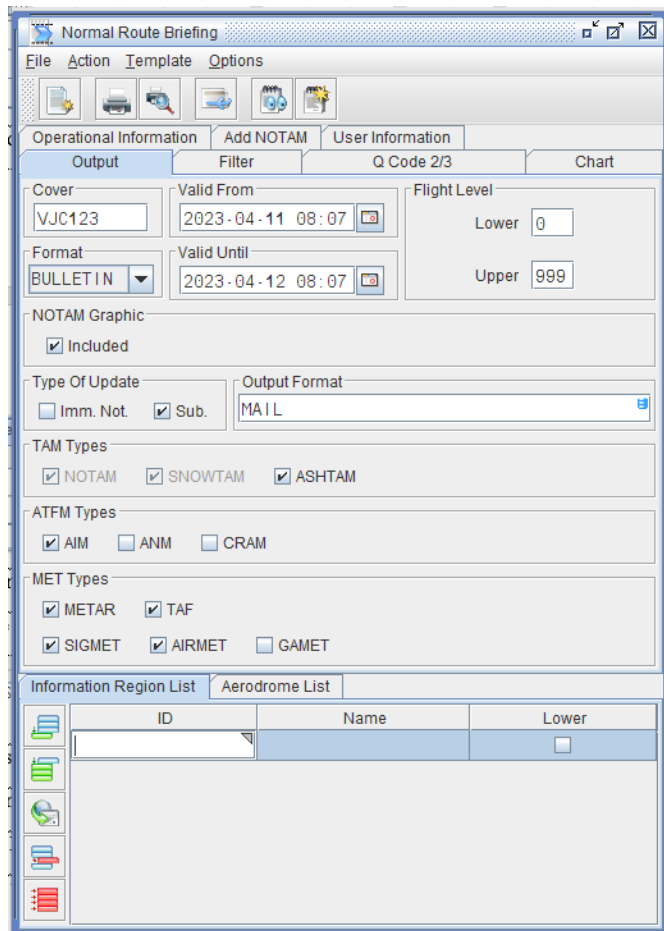 Normal Route Briefing
File Action Template Options
Operational Information Add NOTAM User Information
Output Filter Q Code 2/3 Chart
Cover Valid From Flight Level
VJC123 2023-04-11 08:07 Lower 0
Format Valid Until
BULLETIN 2023-04-12 08:07 Upper 999
NOTAM Graphic
Included
Type Of Update Output Format
Imm. Not. Sub. MAIL
TAM Types
NOTAM SNOWTAM ASHTAM
ATFM Types
AIM ANM CRAM
MET Types
METAR TAF
SIGMET AIRMET GAMET
Information Region List Aerodrome List
ID Name Lower